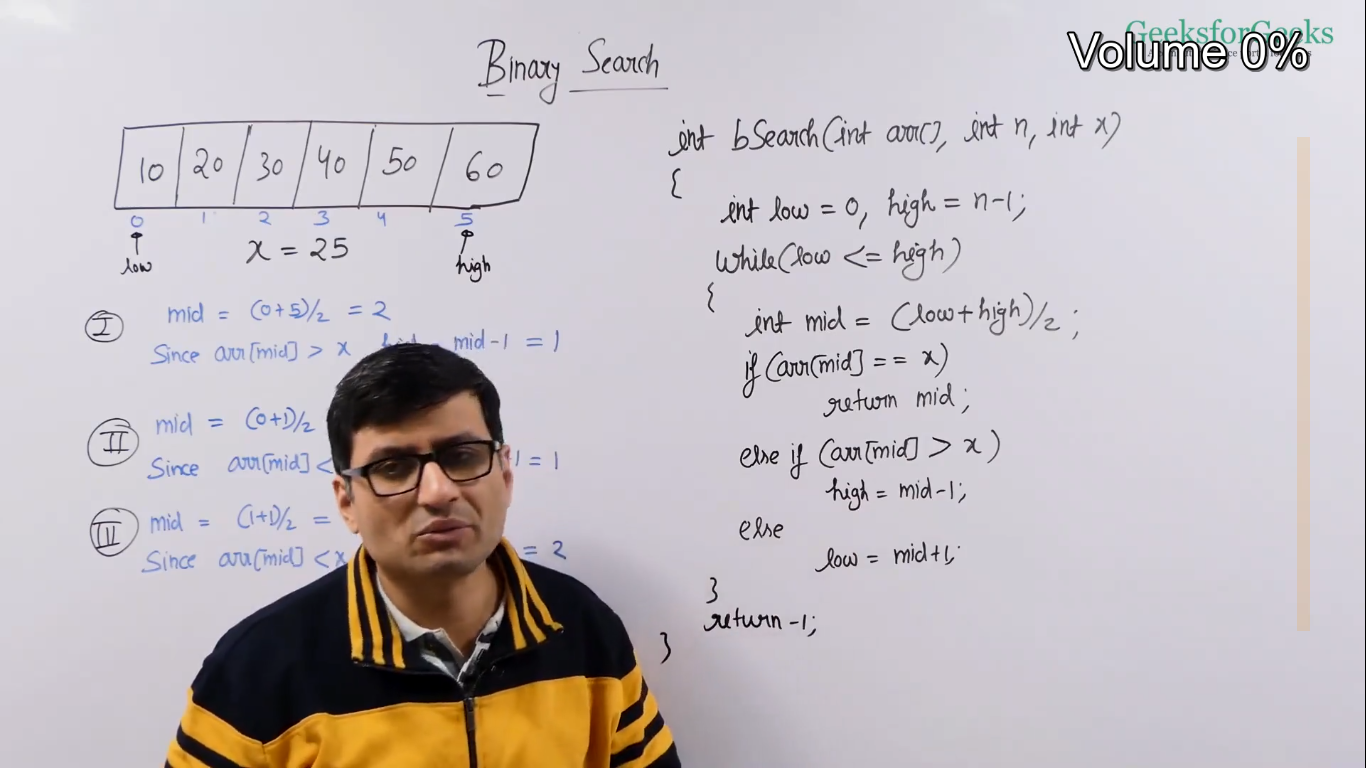 GeeksforGeeks
Volume 0%
Binary Search
10 20 30 40 50 60
0 1 2 3 4 5
low x = 25 high
I mid = (0+5)/2 = 2
Since arr[mid] > x mid-1 = 1
II mid = (0+1)/2
Since arr[mid] < = 1
III mid = (1+1)/2 =
Since arr[mid] < x = 2
int bSearch(int arr[], int n, int x)
{
int low = 0, high = n-1;
while(low <= high)
{
int mid = (low+high)/2;
if (arr[mid] == x)
return mid;
else if (arr[mid] > x)
high = mid-1;
else
low = mid+1;
}
return -1;
}